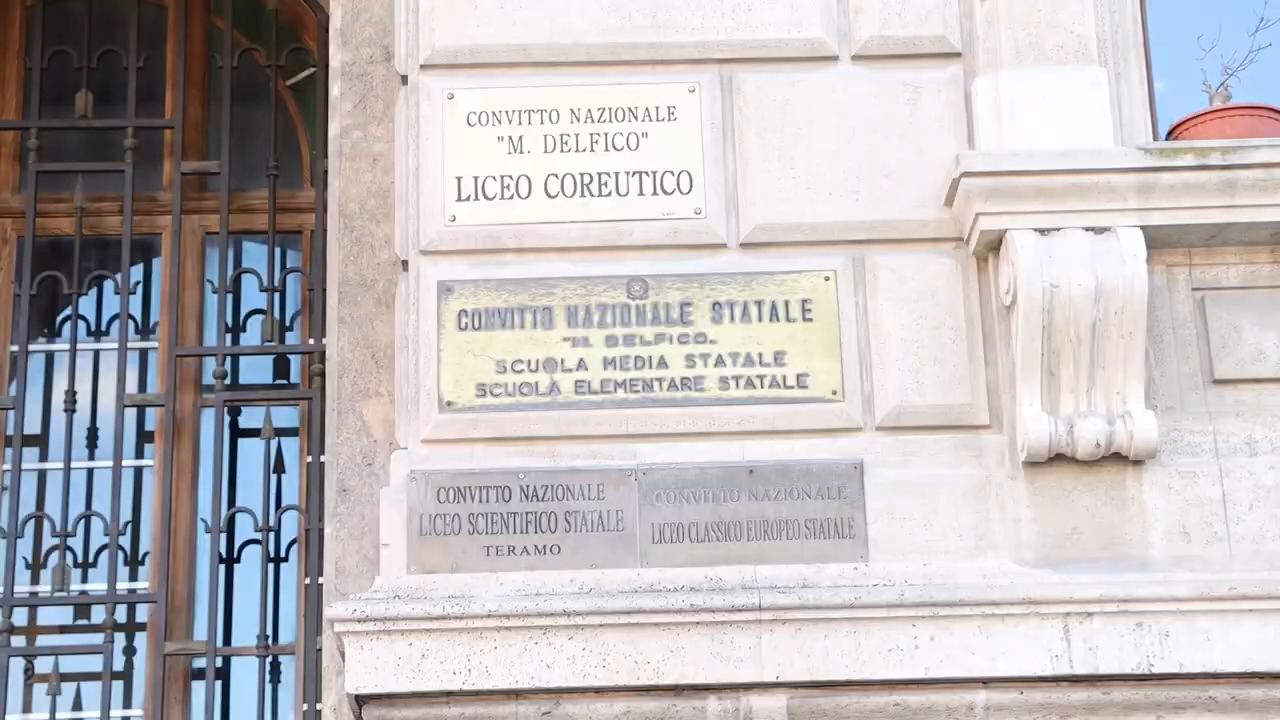 CONVITTO NAZIONALE
"M. DELFICO"
LICEO COREUTICO
CONVITTO NAZIONALE STATALE
"M. DELFICO"
SCUOLA MEDIA STATALE
SCUOLA ELEMENTARE STATALE
CONVITTO NAZIONALE
LICEO SCIENTIFICO STATALE
TERAMO
CONVITTO NAZIONALE
LICEO CLASSICO EUROPEO STATALE